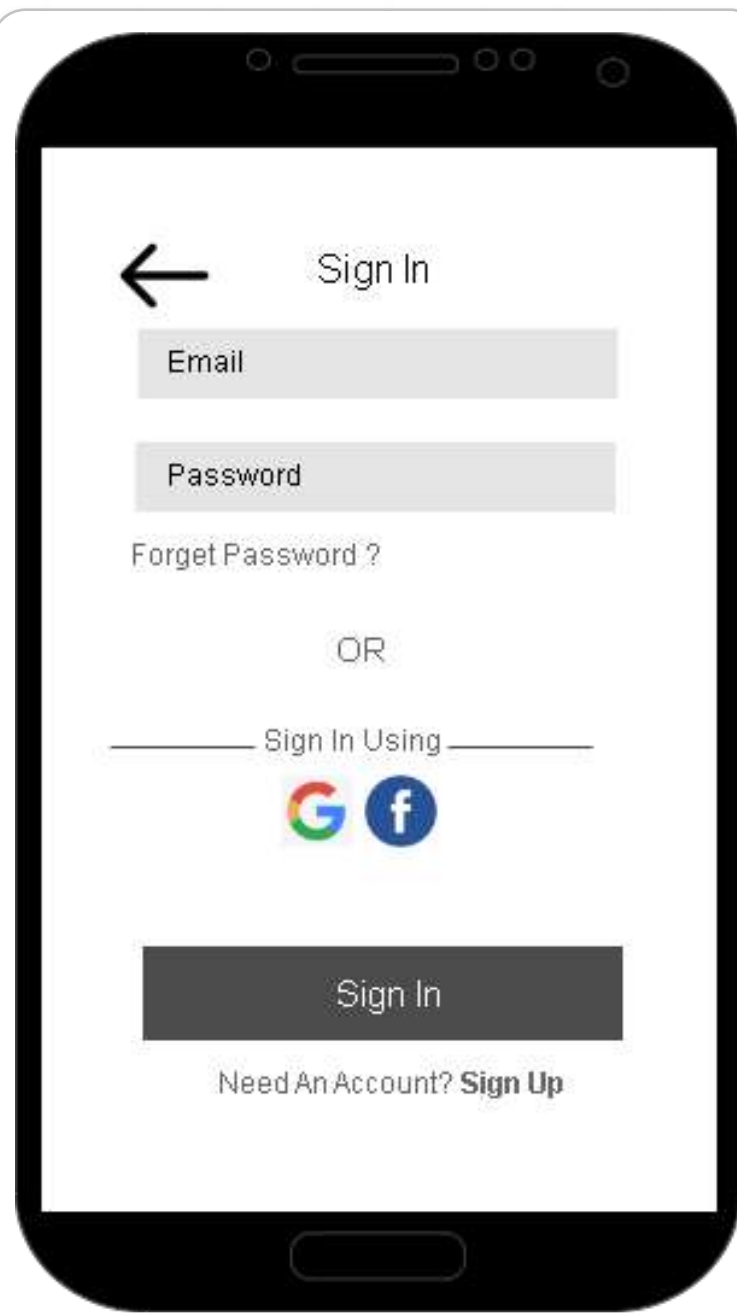 Sign In
Email
Password
Forget Password ?
OR
Sign In Using
G f
Sign In
Need An Account? Sign Up